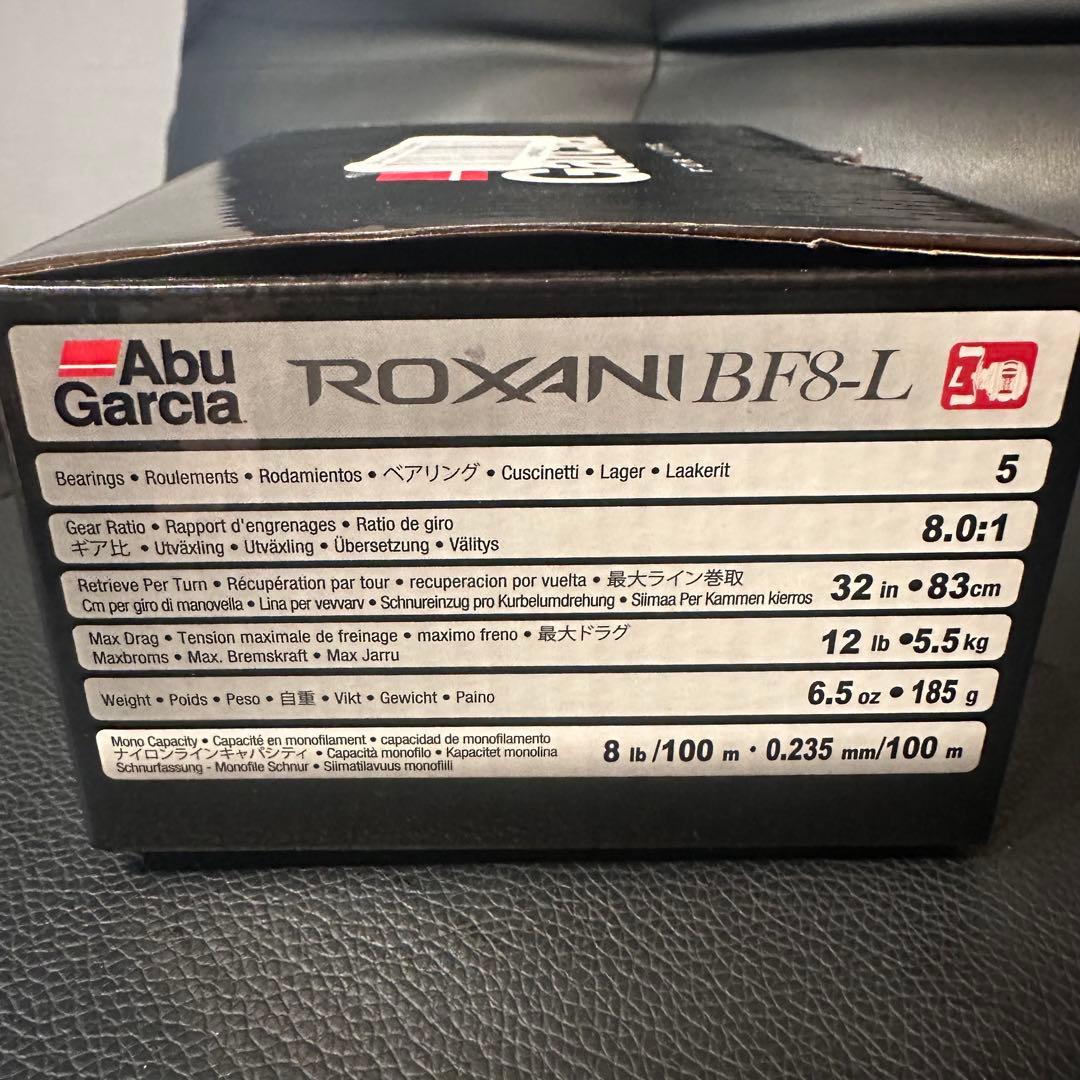 Garcia
Abu
Garcia
ROXANI BF8-L
Bearings • Roulements • Rodamientos • ベアリング • Cuscinetti • Lager • Laakerit
5
Gear Ratio • Rapport d'engrenages • Ratio de giro
ギア比 • Utväxling • Utväxling • Übersetzung • Välitys
8.0:1
Retrieve Per Turn • Récupération par tour • recuperacion por vuelta • 最大ライン巻取
Cm per giro di manovella • Lina per vevvarv • Schnureinzug pro Kurbelumdrehung • Siimaa Per Kammen kierros
32 in • 83cm
Max Drag • Tension maximale de freinage • maximo freno • 最大ドラグ
Maxbroms • Max. Bremskraft • Max Jarru
12 lb •5.5 kg
Weight • Poids • Peso • 自重 • Vikt • Gewicht • Paino
6.5 oz • 185 g
Mono Capacity • Capacité en monofilament • capacidad de monofilamento
ナイロンラインキャパシティ • Capacità monofilo • Kapacitet monolina
Schnurfassung - Monofile Schnur • Siimatilavuus monofiili
8 lb /100 m · 0.235 mm/100 m